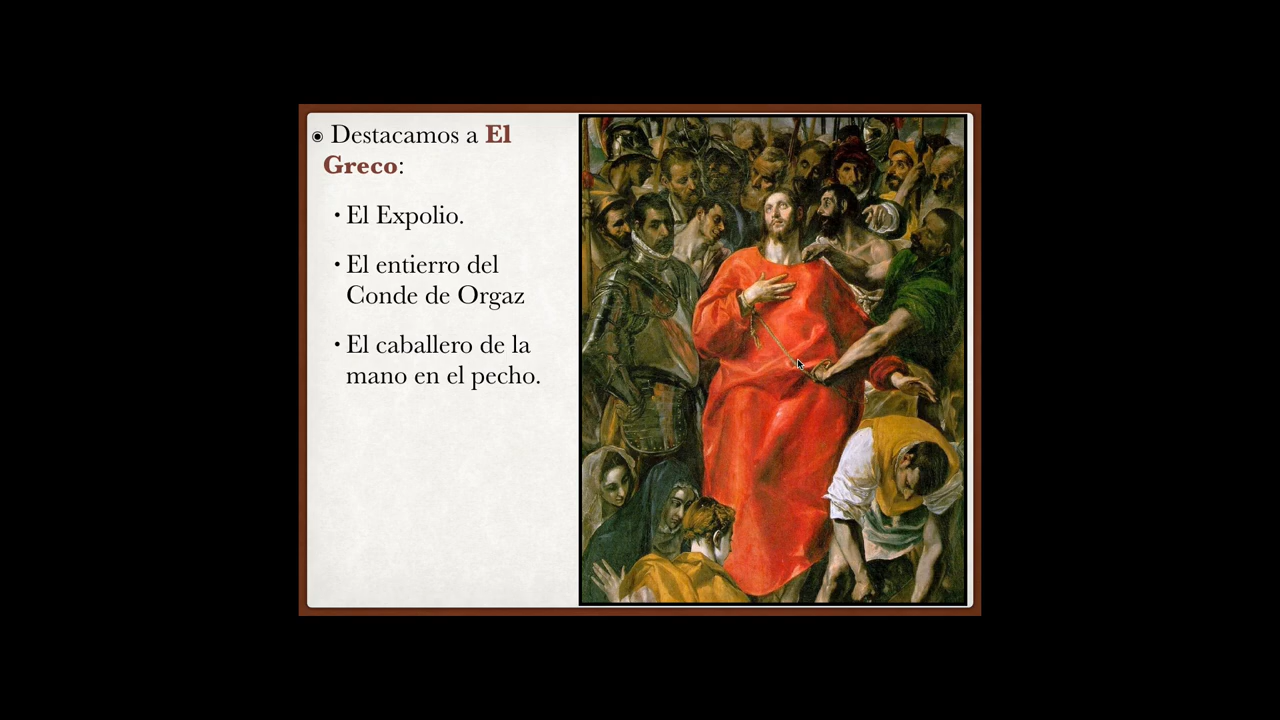 Destacamos a El
Greco:
• El Expolio.
• El entierro del
Conde de Orgaz
• El caballero de la
mano en el pecho.